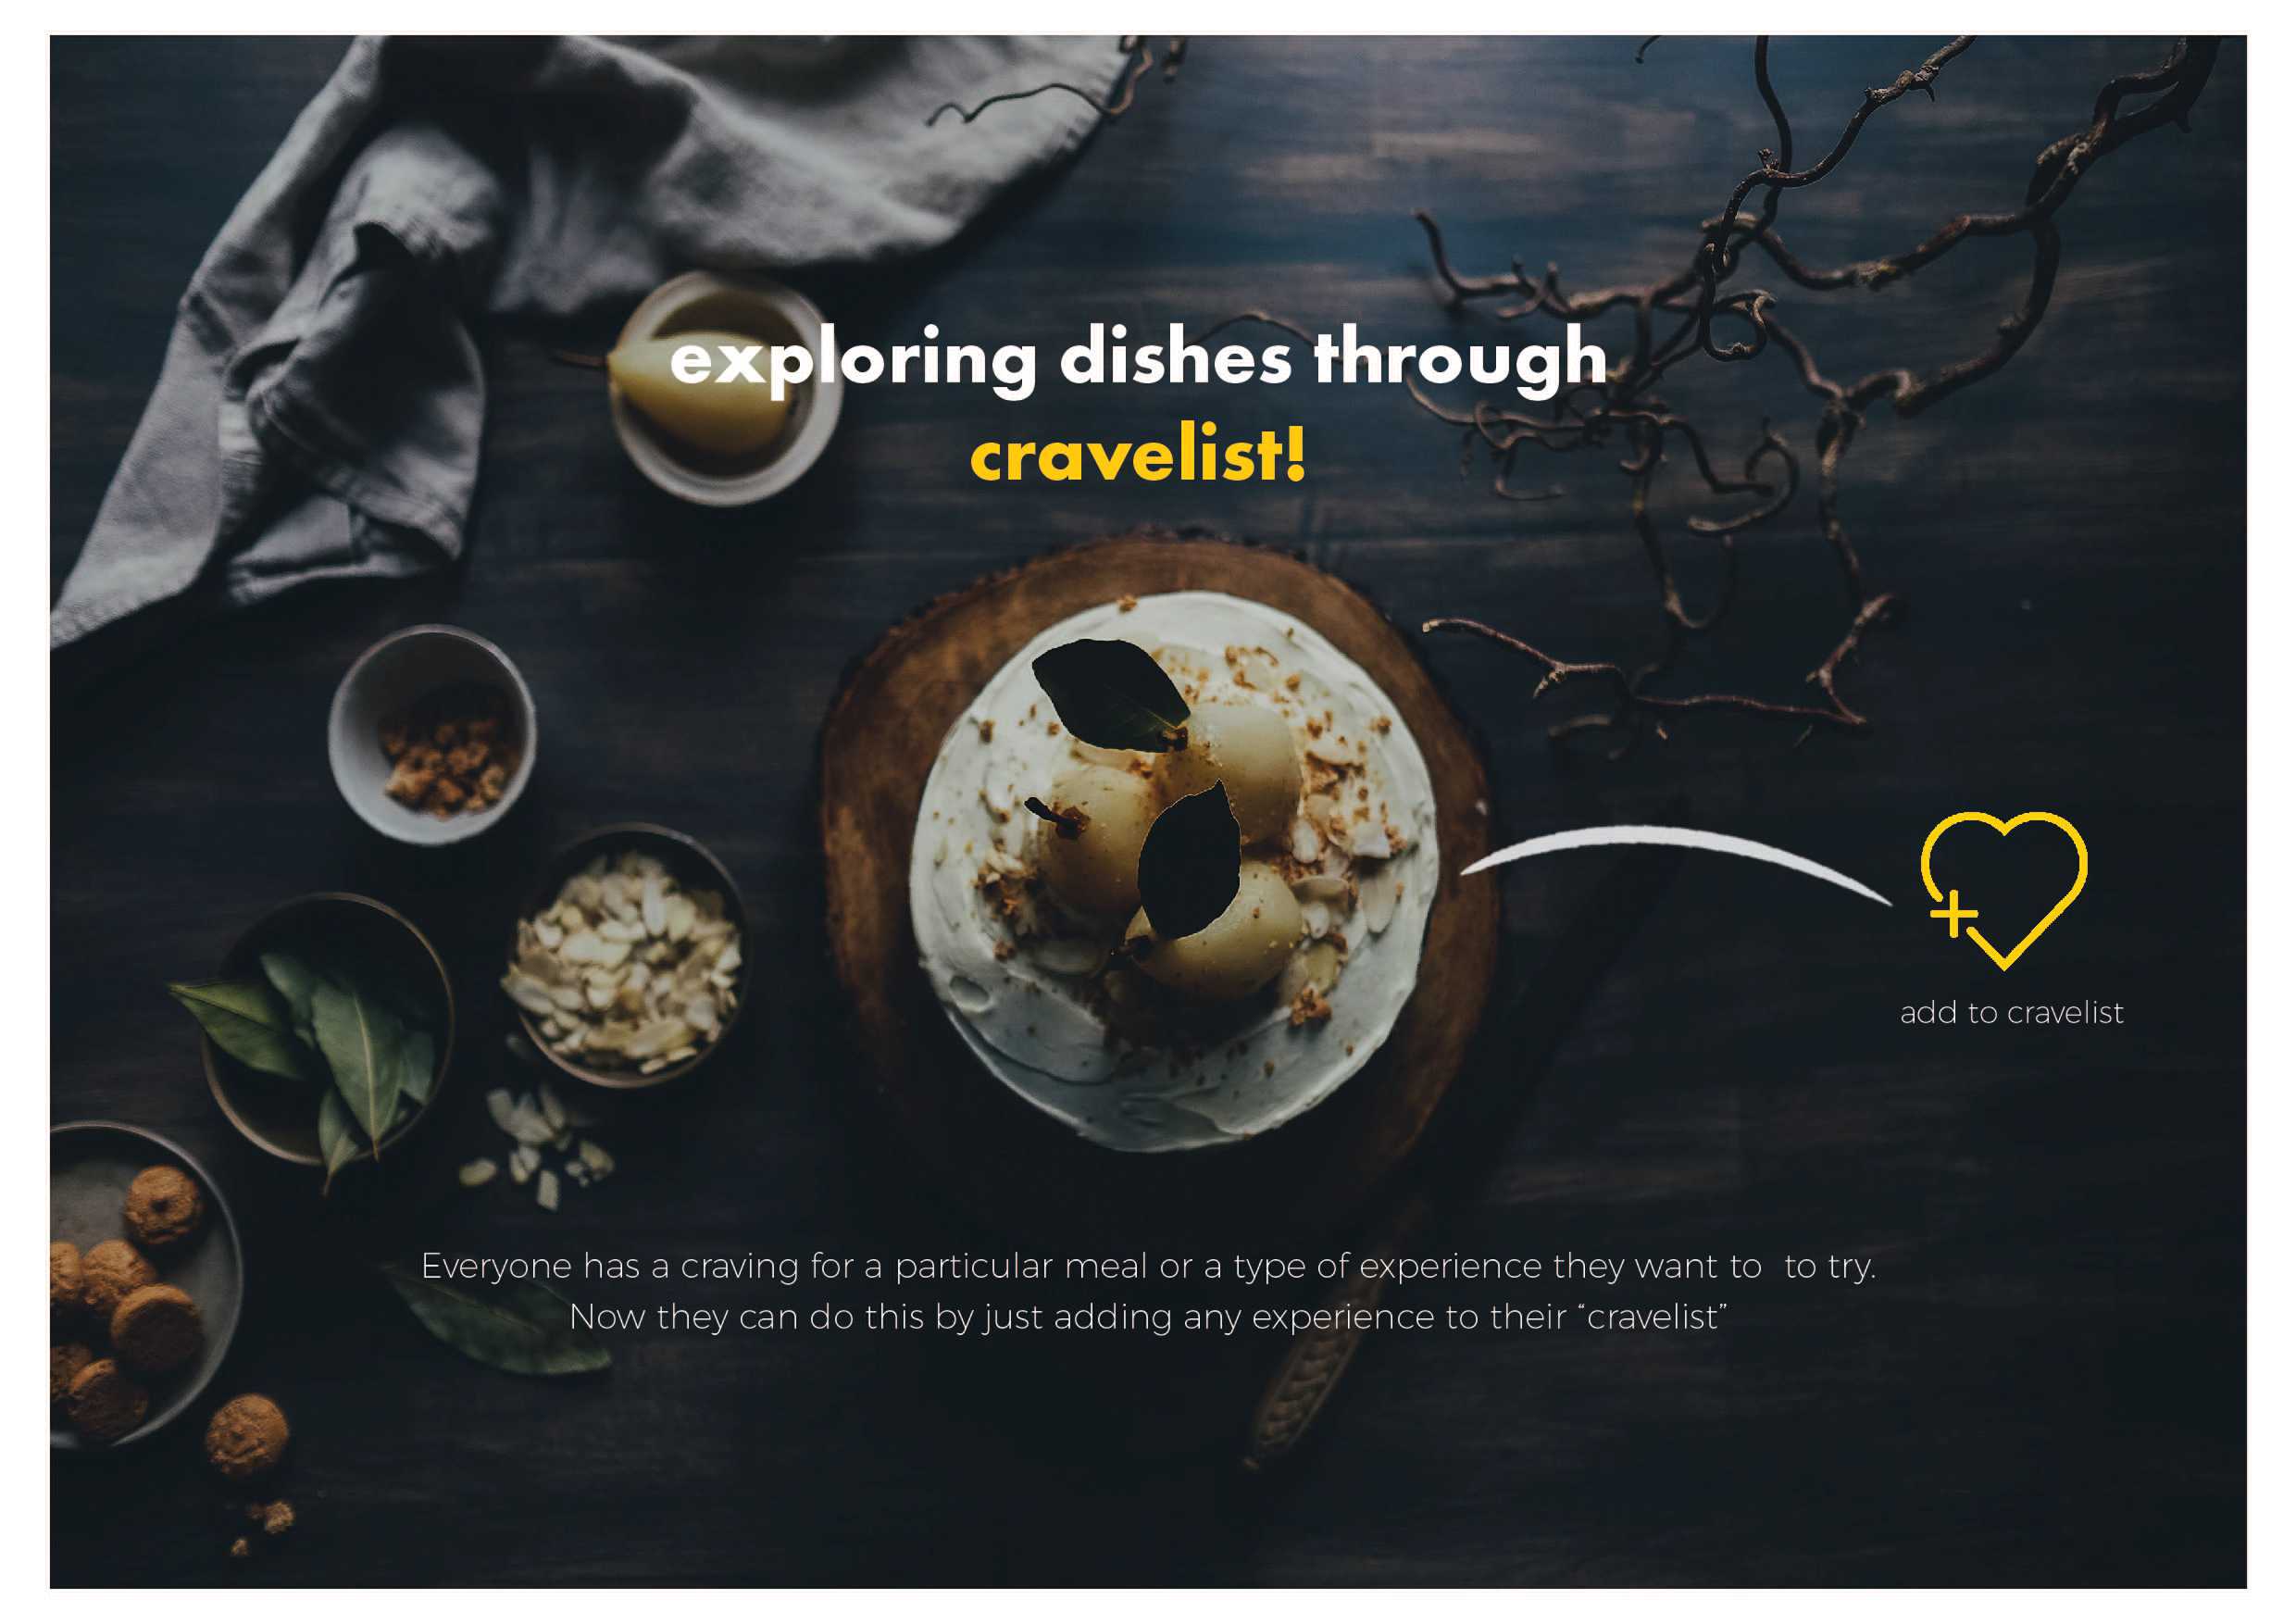 exploring dishes through
cravelist!
add to cravelist
Everyone has a craving for a particular meal or a type of experience they want to  to try.
Now they can do this by just adding any experience to their “cravelist”